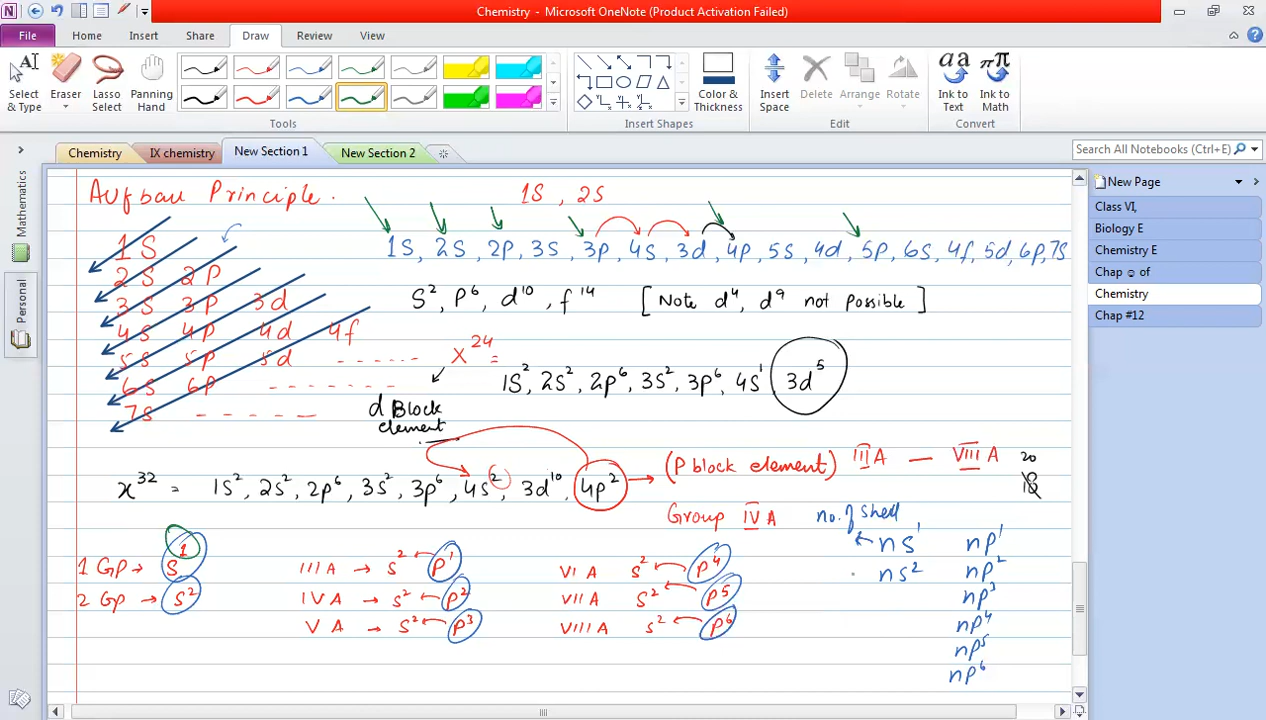 Chemistry - Microsoft OneNote (Product Activation Failed)
File Home Insert Share Draw Review View
Select & Type Eraser Lasso Select Panning Hand Color & Thickness Insert Space Delete Arrange Rotate Ink to Text Ink to Math
Tools Insert Shapes Edit Convert
Chemistry IX chemistry New Section 1 New Section 2 Search All Notebooks (Ctrl+E)
Mathematics
Personal
New Page
Class VI,
Biology E
Chemistry E
Chap ☺ of
Chemistry
Chap #12
Aufbau Principle. 1S, 2S
1S, 2S, 2p, 3S, 3p, 4S, 3d, 4p, 5S, 4d, 5p, 6S, 4f, 5d, 6p, 7S
1S
2S 2P
3S 3P 3d
4S 4p 4d 4f
5S 5p 5d ------
6S 6p -------
7S ------
S², P⁶, d¹⁰, f¹⁴ [Note d⁴, d⁹ not Possible]
X²⁴ = 1S², 2S², 2p⁶, 3S², 3p⁶, 4S¹ 3d⁵
d Block
element
x³² = 1S², 2S², 2p⁶, 3S², 3p⁶, 4S², 3d¹⁰, 4p² → (P block element) IIIA — VIIIA 20
18
Group IV A no. of shell
1 GP → S¹
2 GP → S²
III A → S² P¹
IV A → S² P²
V A → S² P³
VI A S² P⁴
VII A S² P⁵
VIII A S² P⁶
nS¹
nS²
np¹
np²
np³
np⁴
np⁵
np⁶